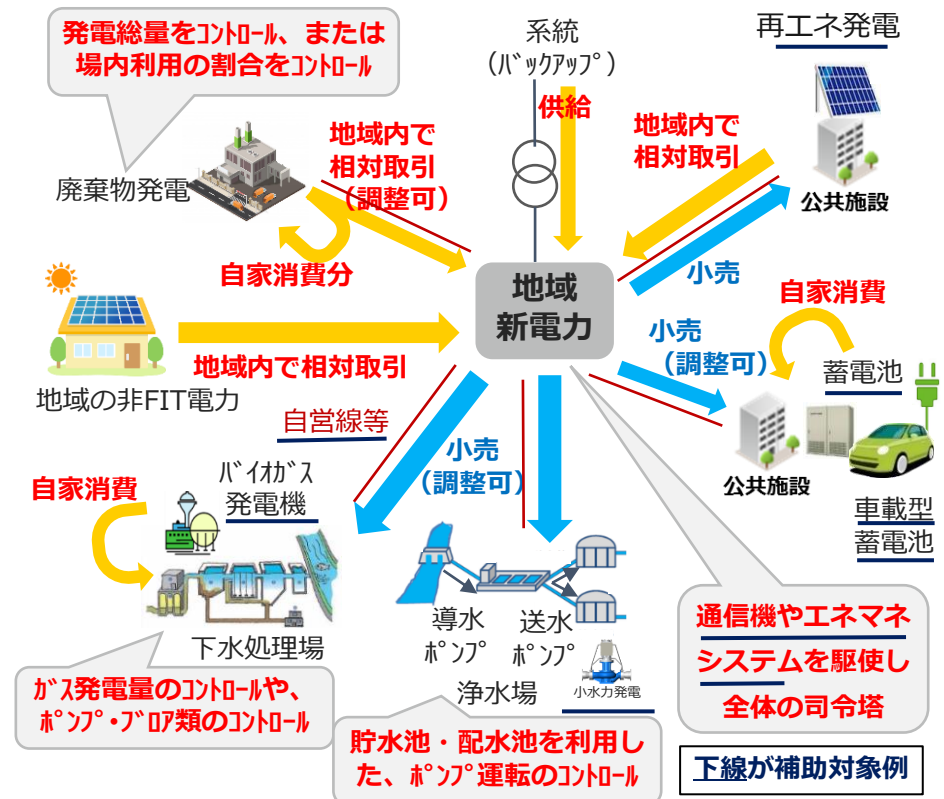 発電総量をｺﾝﾄﾛｰﾙ、または
場内利用の割合をｺﾝﾄﾛｰﾙ
系統
（ﾊﾞｯｸｱｯﾌﾟ）
供給
再エネ発電
公共施設
地域内で
相対取引
地域内で
相対取引
（調整可）
廃棄物発電
自家消費分
小売
地域
新電力
小売
（調整可）
自家消費
蓄電池
公共施設
車載型
蓄電池
地域内で相対取引
地域の非FIT電力
自営線等
小売
（調整可）
ﾊﾞｲｵｶﾞｽ
発電機
自家消費
下水処理場
導水
ﾎﾟﾝﾌﾟ
送水
ﾎﾟﾝﾌﾟ
浄水場
小水力発電
通信機やエネマネ
システムを駆使し
全体の司令塔
ｶﾞｽ発電量のｺﾝﾄﾛｰﾙや、
ﾎﾟﾝﾌﾟ・ﾌﾞﾛｱ類のｺﾝﾄﾛｰﾙ
貯水池・配水池を利用し
た、ﾎﾟﾝﾌﾟ運転のｺﾝﾄﾛｰﾙ
下線が補助対象例